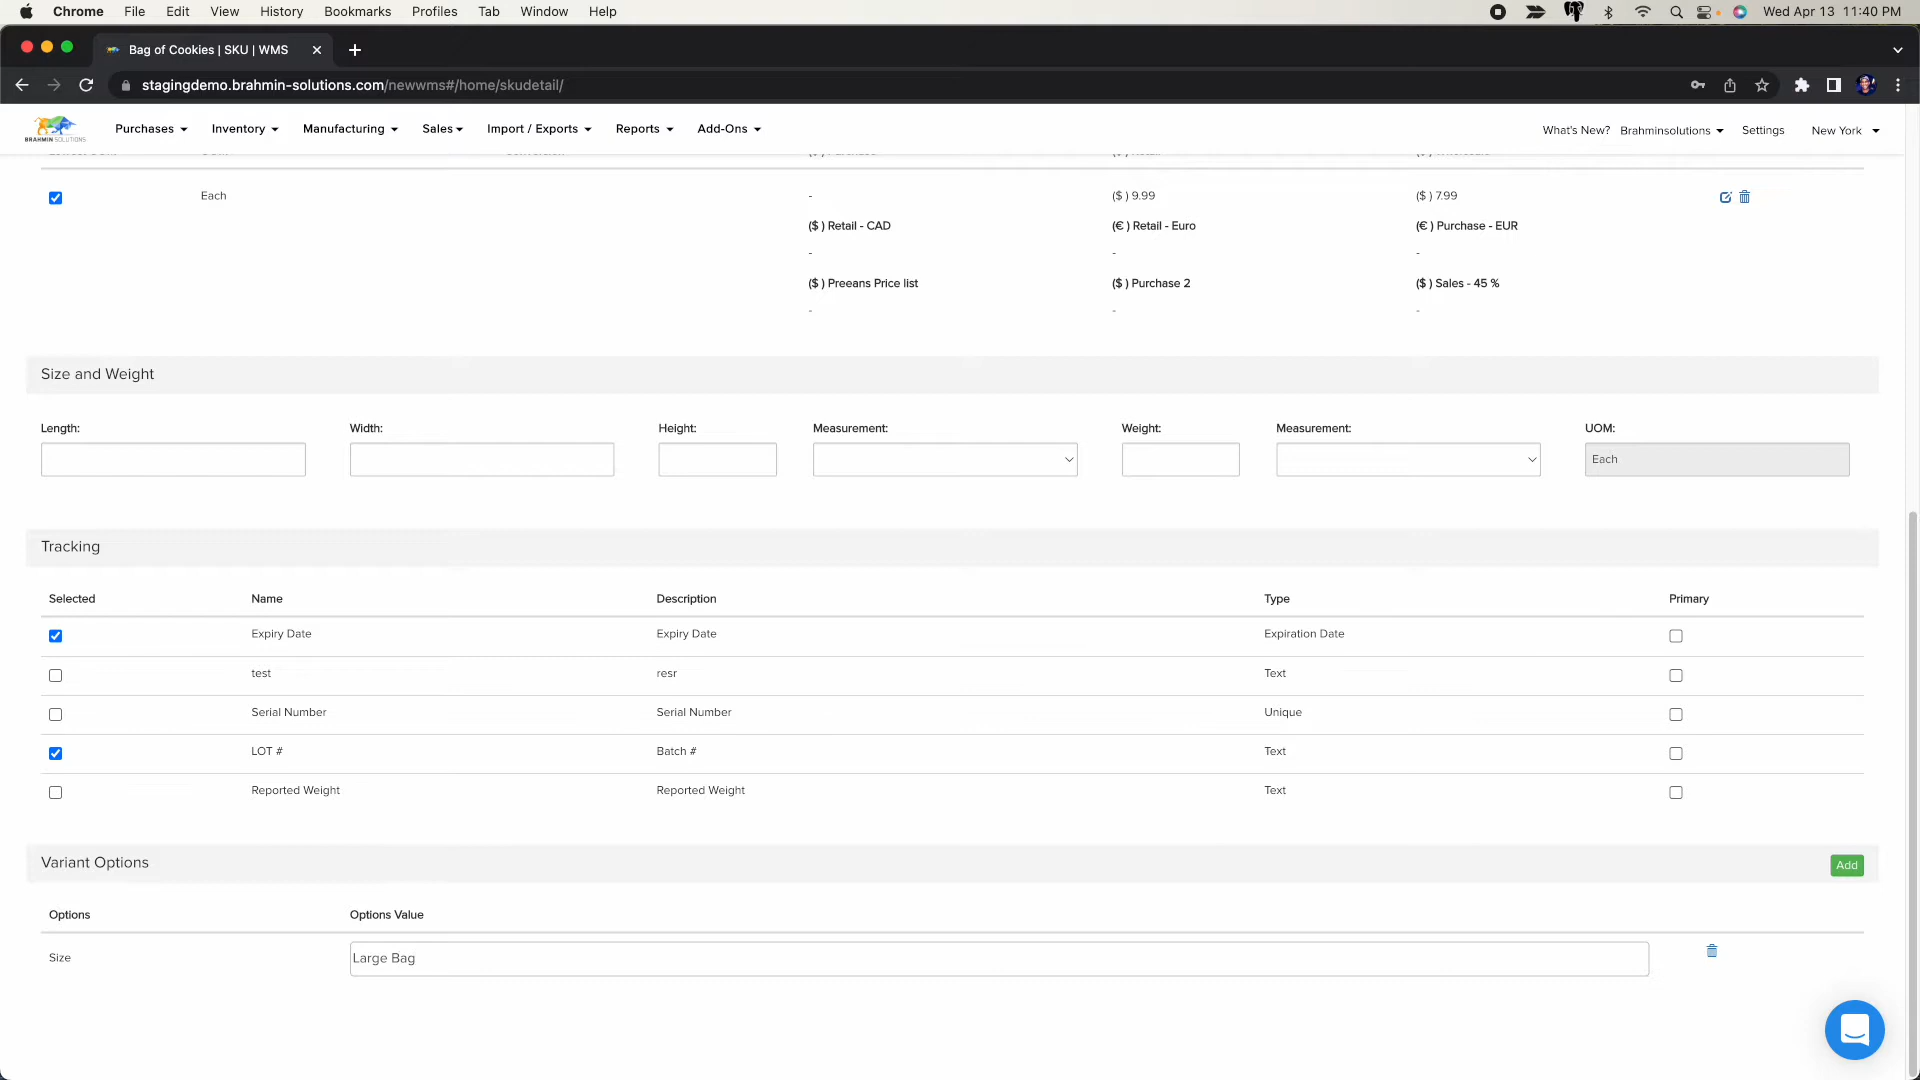 Chrome File Edit View History Bookmarks Profiles Tab Window Help Wed Apr 13 11:40 PM
Bag of Cookies | SKU | WMS
stagingdemo.brahmin-solutions.com/newwms#/home/skudetail/
BRAHMIN SOLUTIONS
Purchases Inventory Manufacturing Sales Import / Exports Reports Add-Ons What's New? Brahminsolutions Settings New York
Each - ($ ) 9.99 ($ ) 7.99
($ ) Retail - CAD (€ ) Retail - Euro (€ ) Purchase - EUR
- - -
($ ) Preeans Price list ($ ) Purchase 2 ($ ) Sales - 45 %
- - -
Size and Weight
Length: Width: Height: Measurement: Weight: Measurement: UOM:
Each
Tracking
Selected Name Description Type Primary
Expiry Date Expiry Date Expiration Date
test resr Text
Serial Number Serial Number Unique
LOT # Batch # Text
Reported Weight Reported Weight Text
Variant Options Add
Options Options Value
Size Large Bag